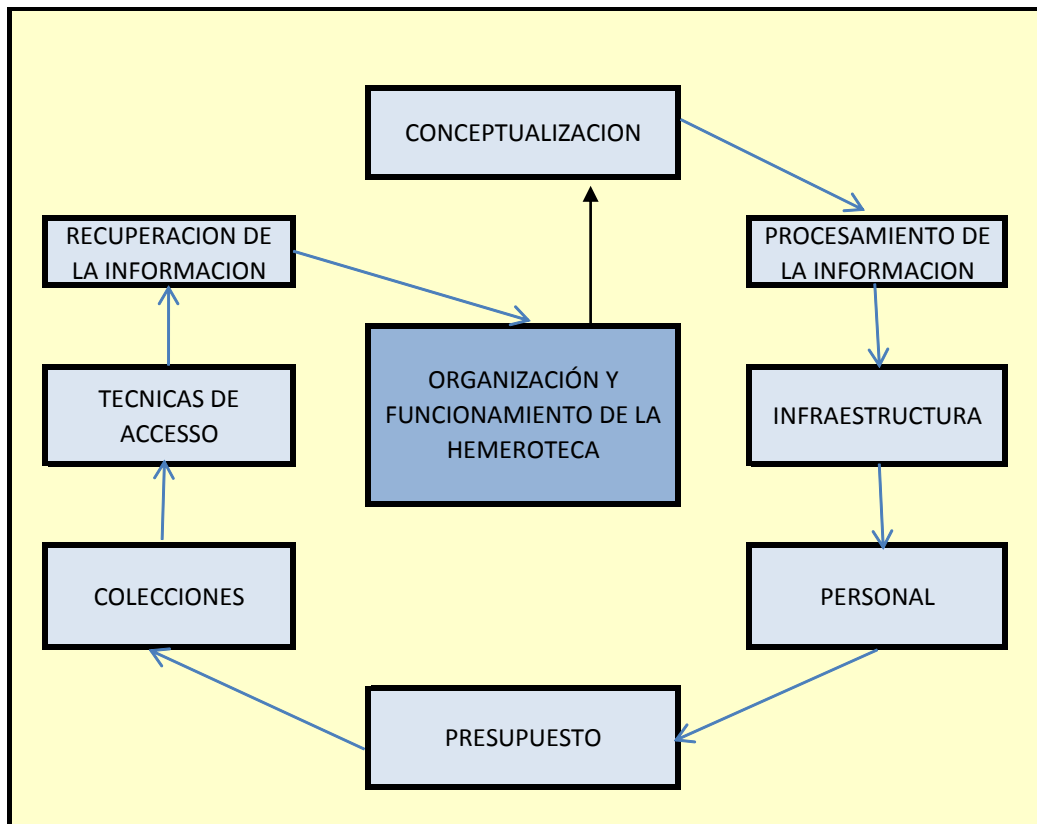 CONCEPTUALIZACION
RECUPERACION DE
LA INFORMACION
PROCESAMIENTO DE
LA INFORMACION
ORGANIZACIÓN Y
FUNCIONAMIENTO DE LA
HEMEROTECA
TECNICAS DE
ACCESSO
INFRAESTRUCTURA
COLECCIONES
PERSONAL
PRESUPUESTO